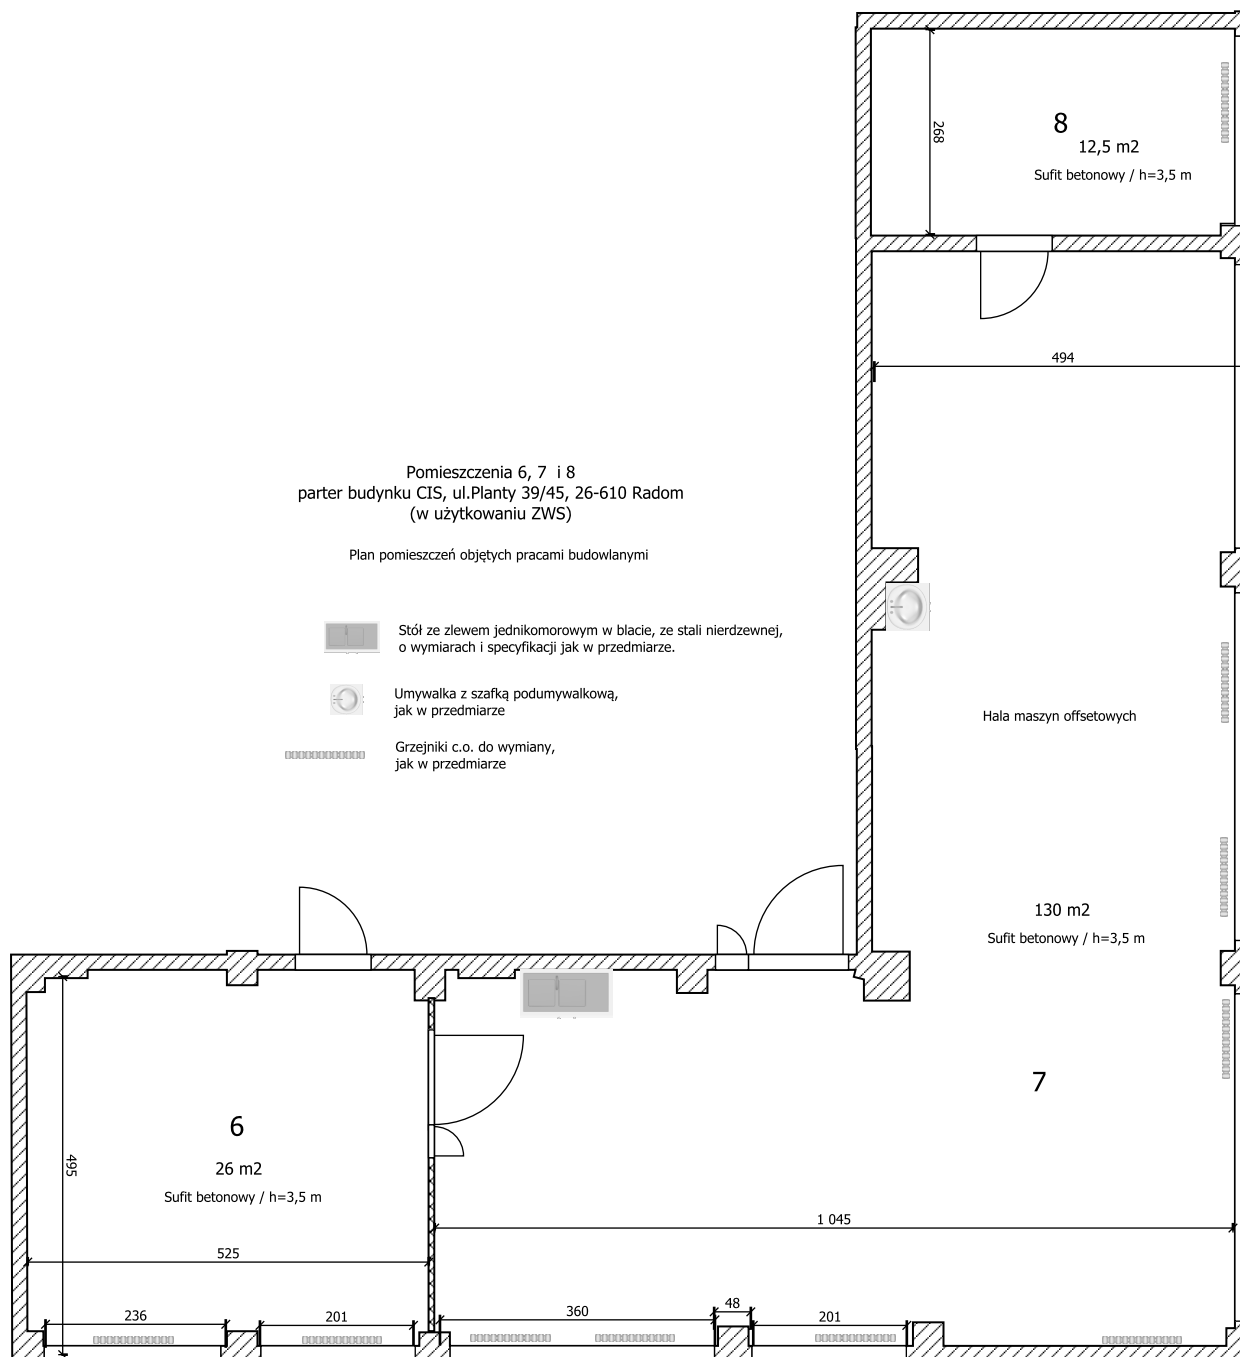 268
8
12,5 m2
Sufit betonowy / h=3,5 m
494
Pomieszczenia 6, 7 i 8
parter budynku CIS, ul.Planty 39/45, 26-610 Radom
(w użytkowaniu ZWS)
Plan pomieszczeń objętych pracami budowlanymi
Stół ze zlewem jednikomorowym w blacie, ze stali nierdzewnej,
o wymiarach i specyfikacji jak w przedmiarze.
Umywalka z szafką podumywalkową,
jak w przedmiarze
Grzejniki c.o. do wymiany,
jak w przedmiarze
Hala maszyn offsetowych
130 m2
Sufit betonowy / h=3,5 m
7
6
26 m2
Sufit betonowy / h=3,5 m
495
1 045
525
236
201
360
48
201